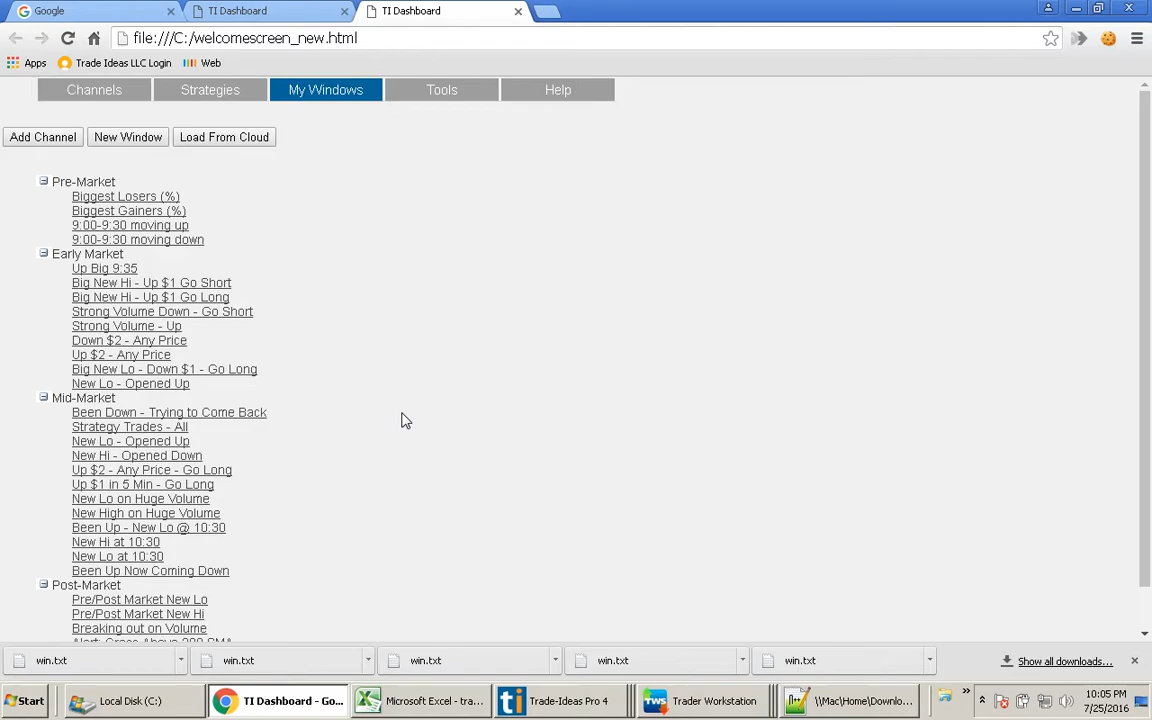 Google
TI Dashboard
TI Dashboard
file:///C:/welcomescreen_new.html
Apps
Trade Ideas LLC Login
Web
Channels
Strategies
My Windows
Tools
Help
Add Channel
New Window
Load From Cloud
Pre-Market
Biggest Losers (%)
Biggest Gainers (%)
9:00-9:30 moving up
9:00-9:30 moving down
Early Market
Up Big 9:35
Big New Hi - Up $1 Go Short
Big New Hi - Up $1 Go Long
Strong Volume Down - Go Short
Strong Volume - Up
Down $2 - Any Price
Up $2 - Any Price
Big New Lo - Down $1 - Go Long
New Lo - Opened Up
Mid-Market
Been Down - Trying to Come Back
Strategy Trades - All
New Lo - Opened Up
New Hi - Opened Down
Up $2 - Any Price - Go Long
Up $1 in 5 Min - Go Long
New Lo on Huge Volume
New High on Huge Volume
Been Up - New Lo @ 10:30
New Hi at 10:30
New Lo at 10:30
Been Up Now Coming Down
Post-Market
Pre/Post Market New Lo
Pre/Post Market New Hi
Breaking out on Volume
Alert: Cross Above 200 SMA
win.txt
win.txt
win.txt
win.txt
win.txt
Show all downloads...
Start
Local Disk (C:)
TI Dashboard - Go...
Microsoft Excel - tra...
Trade-Ideas Pro 4
Trader Workstation
\\Mac\Home\Downlo...
10:05 PM
7/25/2016